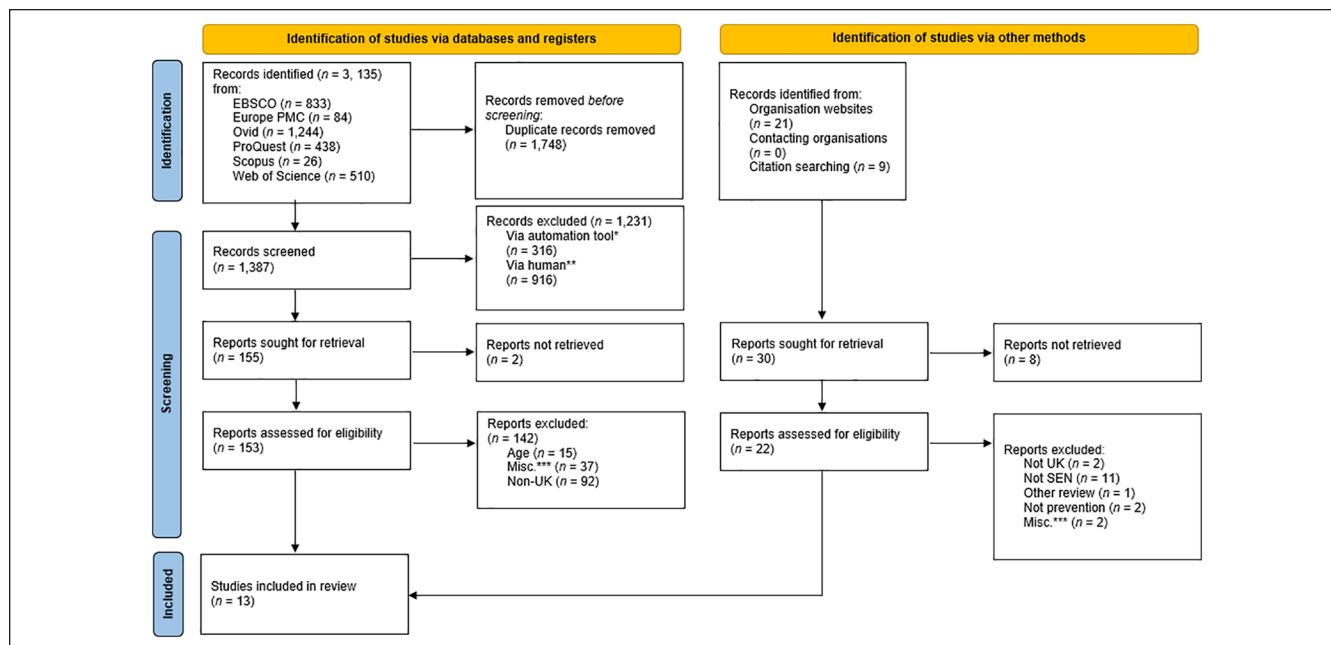 Identification of studies via databases and registers
Identification of studies via other methods
Identification
Records identified (n = 3, 135)
from:
EBSCO (n = 833)
Europe PMC (n = 84)
Ovid (n = 1,244)
ProQuest (n = 438)
Scopus (n = 26)
Web of Science (n = 510)
Records removed before
screening:
Duplicate records removed
(n = 1,748)
Records identified from:
Organisation websites
(n = 21)
Contacting organisations
(n = 0)
Citation searching (n = 9)
Screening
Records screened
(n = 1,387)
Records excluded (n = 1,231)
Via automation tool*
(n = 316)
Via human**
(n = 916)
Reports sought for retrieval
(n = 155)
Reports not retrieved
(n = 2)
Reports sought for retrieval
(n = 30)
Reports not retrieved
(n = 8)
Reports assessed for eligibility
(n = 153)
Reports excluded:
(n = 142)
Age (n = 15)
Misc.*** (n = 37)
Non-UK (n = 92)
Reports assessed for eligibility
(n = 22)
Reports excluded:
Not UK (n = 2)
Not SEN (n = 11)
Other review (n = 1)
Not prevention (n = 2)
Misc.*** (n = 2)
Included
Studies included in review
(n = 13)